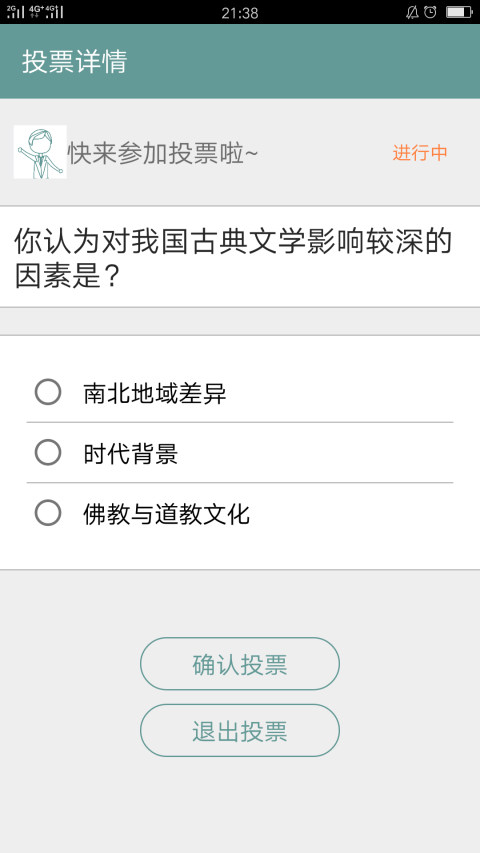 2G 4G+ 4G+ 21:38
投票详情
快来参加投票啦~ 进行中
你认为对我国古典文学影响较深的
因素是？
南北地域差异
时代背景
佛教与道教文化
确认投票
退出投票